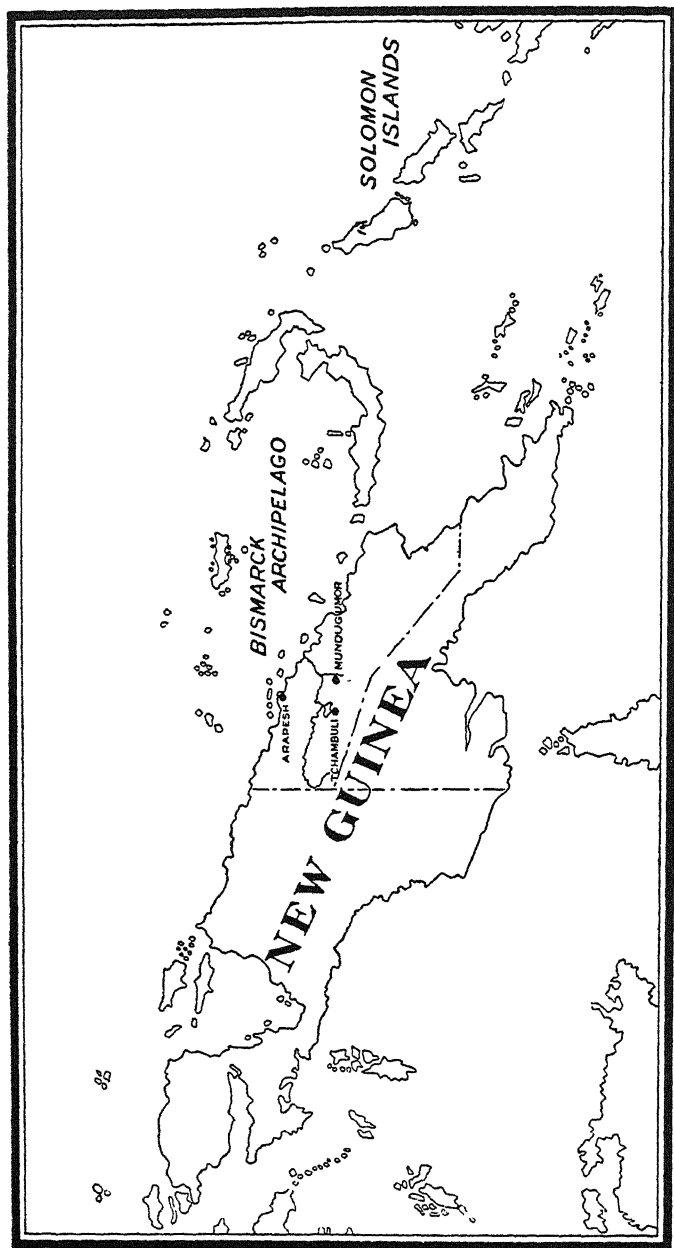 SOLOMON
ISLANDS
BISMARCK
ARCHIPELAGO
ARAPESH
MUNDUGUMOR
TCHAMBULI
NEW GUINEA